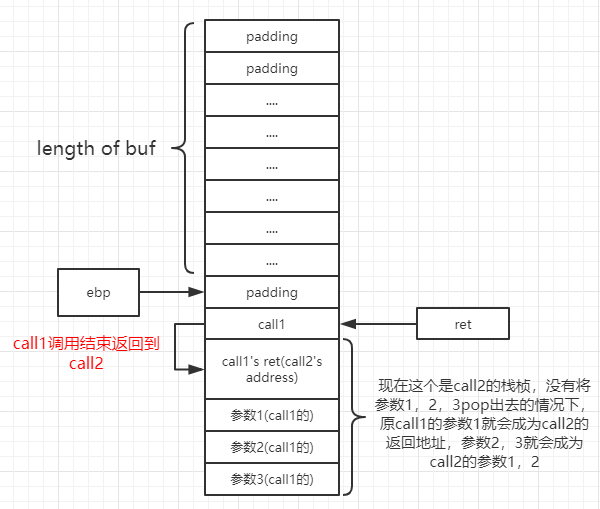 padding
padding
....
....
length of buf
....
....
....
....
ebp
padding
call1
ret
call1调用结束返回到
call2
call1's ret(call2's
address)
参数1(call1的)
参数2(call1的)
参数3(call1的)
现在这个是call2的栈桢，没有将
参数1，2，3pop出去的情况下，
原call1的参数1就会成为call2的
返回地址，参数2，3就会成为
call2的参数1，2